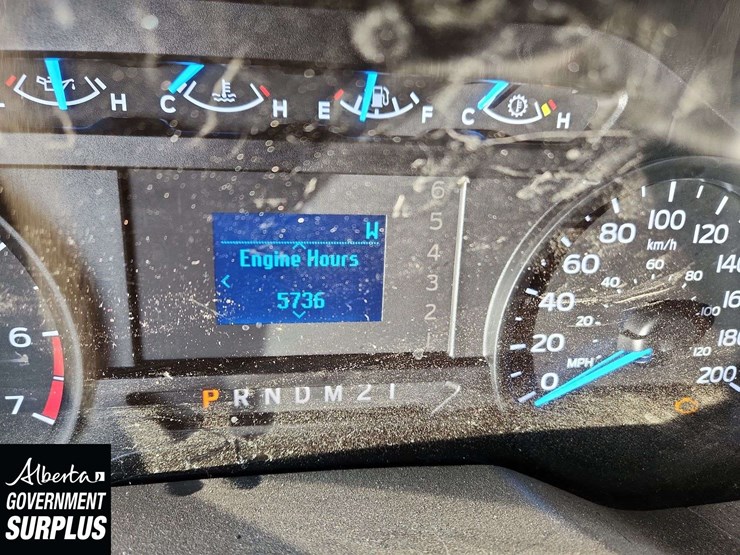 H C H E F C H
W
Engine Hours
5736
6
5
4
3
2
1
6
7
P R N D M 2 1
0 20 40 60 80 100 120 140 180 200
km/h
20 40 60 80 100 120
MPH
Alberta
GOVERNMENT
SURPLUS